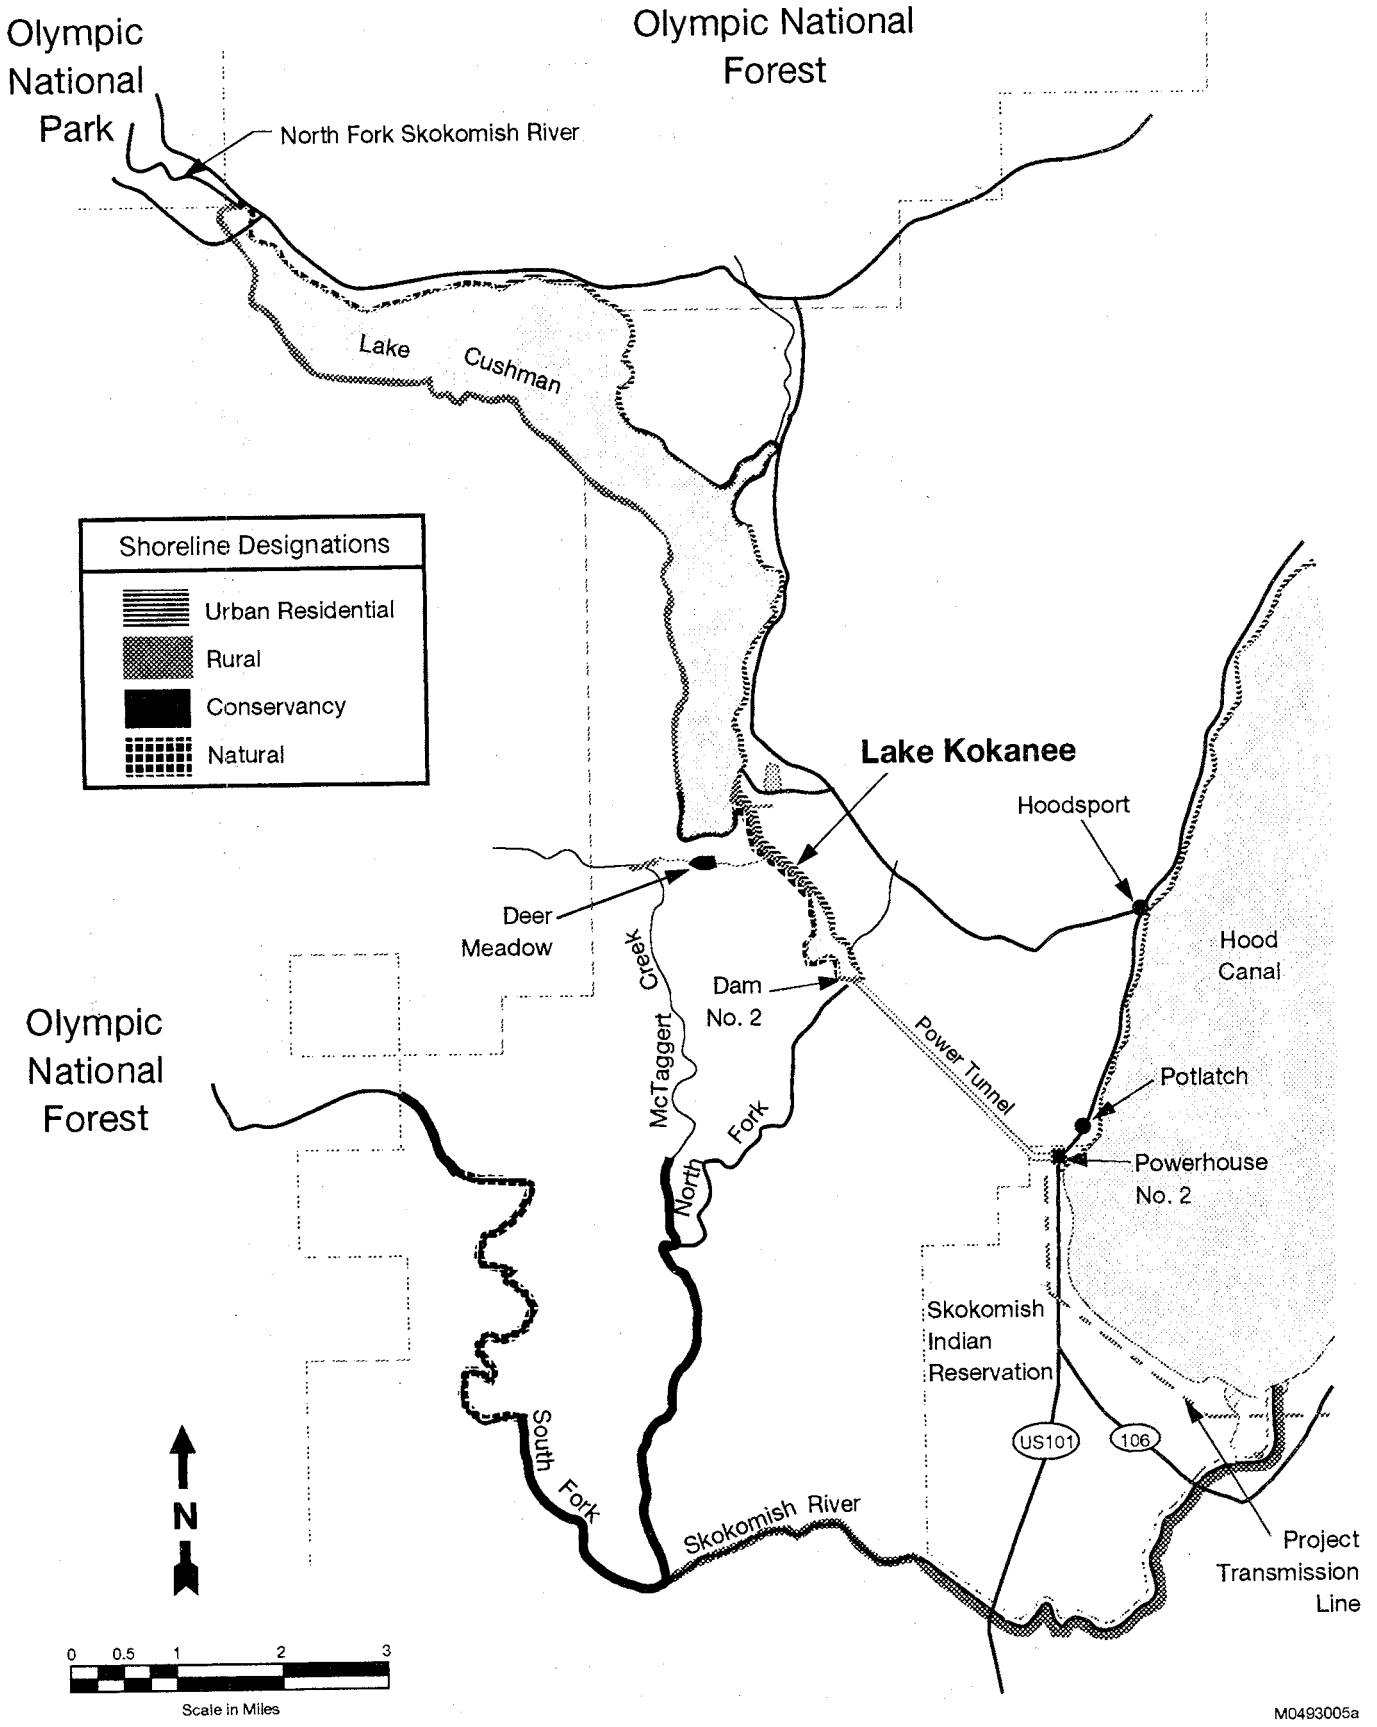 Olympic
National
Park
Olympic National
Forest
North Fork Skokomish River
Lake Cushman
Shoreline Designations
Urban Residential
Rural
Conservancy
Natural
Lake Kokanee
Hoodsport
Deer
Meadow
Hood
Canal
Creek
McTaggert
Dam
No. 2
Power Tunnel
Olympic
National
Forest
Potlatch
North Fork
Powerhouse
No. 2
Skokomish
Indian
Reservation
US101
106
South
Fork
Skokomish River
N
Project
Transmission
Line
0 0.5 1 2 3
Scale in Miles
M0493005a